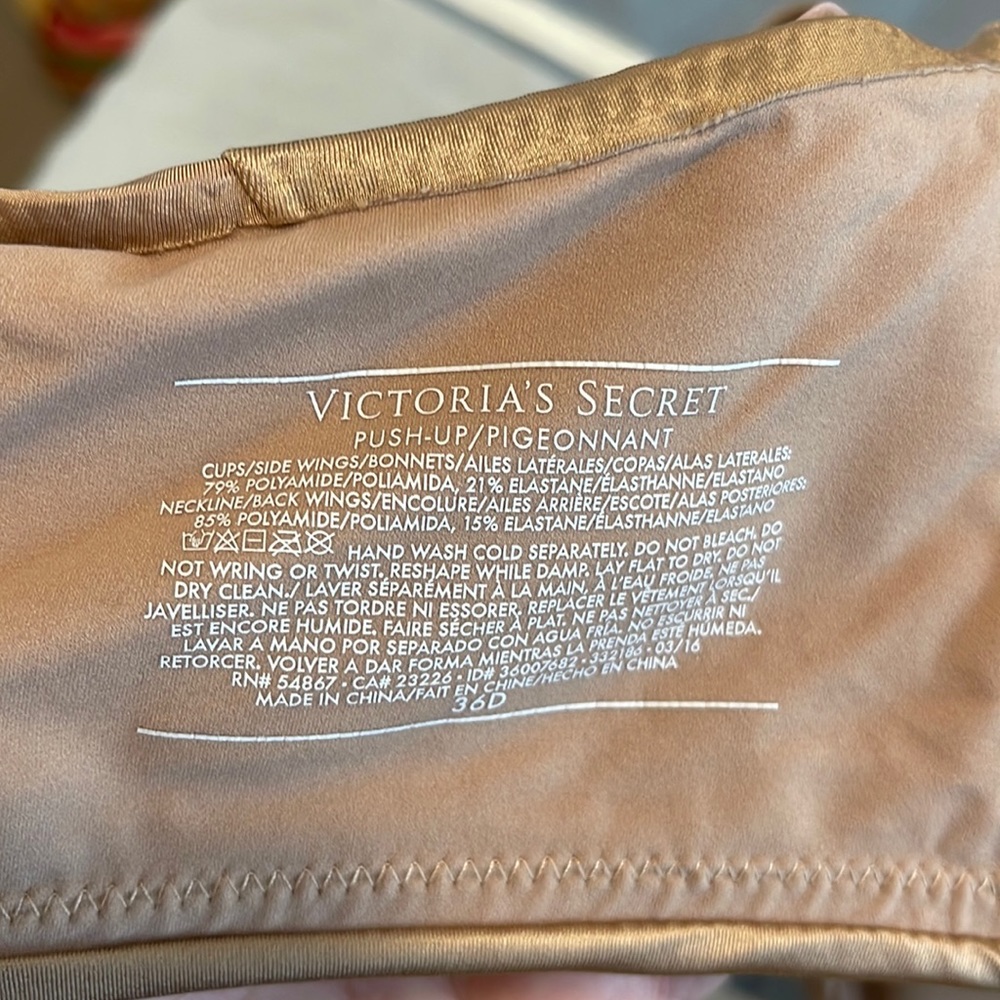 VICTORIA'S SECRET
PUSH-UP/PIGEONNANT
CUPS/SIDE WINGS/BONNETS/AILES LATÉRALES/COPAS/ALAS LATERALES:
79% POLYAMIDE/POLIAMIDA, 21% ELASTANE/ÉLASTHANNE/ELASTANO
NECKLINE/BACK WINGS/ENCOLURE/AILES ARRIÈRE/ESCOTE/ALAS POSTERIORES:
85% POLYAMIDE/POLIAMIDA, 15% ELASTANE/ÉLASTHANNE/ELASTANO
HAND WASH COLD SEPARATELY. DO NOT BLEACH. DO
NOT WRING OR TWIST. RESHAPE WHILE DAMP. LAY FLAT TO DRY. DO NOT
DRY CLEAN./ LAVER SÉPARÉMENT À LA MAIN, À L'EAU FROIDE. NE PAS
JAVELLISER. NE PAS TORDRE NI ESSORER. REPLACER LE VÊTEMENT LORSQU'IL
EST ENCORE HUMIDE. FAIRE SÉCHER À PLAT. NE PAS NETTOYER À SEC./
LAVAR A MANO POR SEPARADO CON AGUA FRÍA. NO ESCURRIR NI
RETORCER. VOLVER A DAR FORMA MIENTRAS LA PRENDA ESTÉ HÚMEDA.
RN# 54867 · CA# 23226 · ID# 36007682 · 332186 · 03/16
MADE IN CHINA/FAIT EN CHINE/HECHO EN CHINA
36D